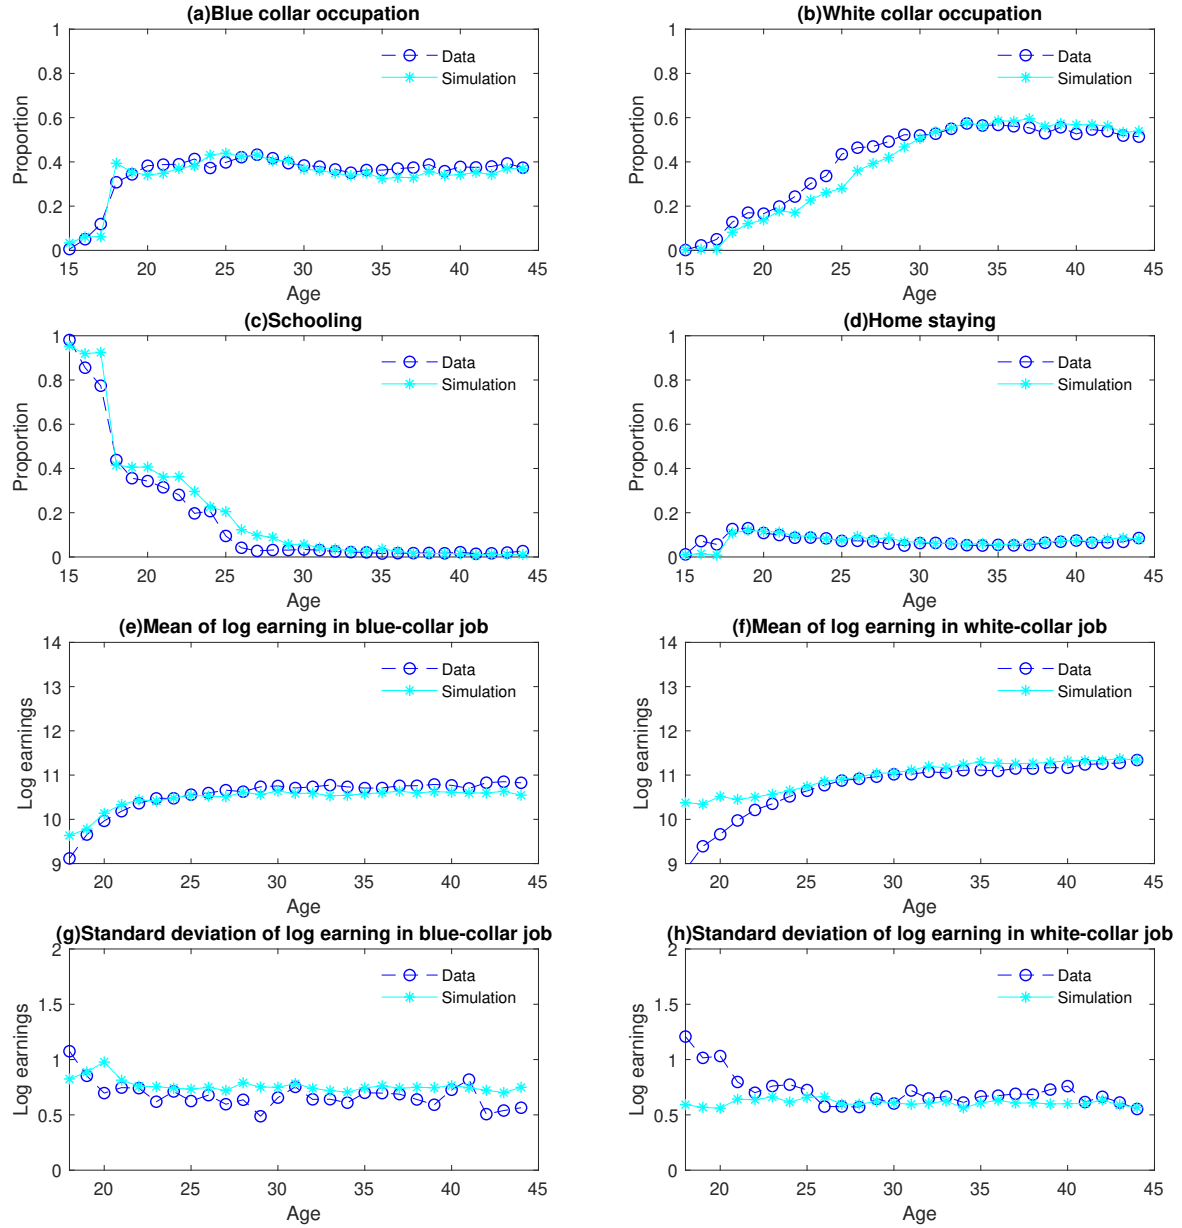 (a)Blue collar occupation
1
0.8
0.6
0.4
0.2
0
Proportion
Data
Simulation
15 20 25 30 35 40 45
Age
(b)White collar occupation
1
0.8
0.6
0.4
0.2
0
Proportion
Data
Simulation
15 20 25 30 35 40 45
Age
(c)Schooling
1
0.8
0.6
0.4
0.2
0
Proportion
Data
Simulation
15 20 25 30 35 40 45
Age
(d)Home staying
1
0.8
0.6
0.4
0.2
0
Proportion
Data
Simulation
15 20 25 30 35 40 45
Age
(e)Mean of log earning in blue-collar job
14
13
12
11
10
9
Log earnings
Data
Simulation
20 25 30 35 40 45
Age
(f)Mean of log earning in white-collar job
14
13
12
11
10
9
Log earnings
Data
Simulation
20 25 30 35 40 45
Age
(g)Standard deviation of log earning in blue-collar job
2
1.5
1
0.5
0
Log earnings
Data
Simulation
20 25 30 35 40 45
Age
(h)Standard deviation of log earning in white-collar job
2
1.5
1
0.5
0
Log earnings
Data
Simulation
20 25 30 35 40 45
Age